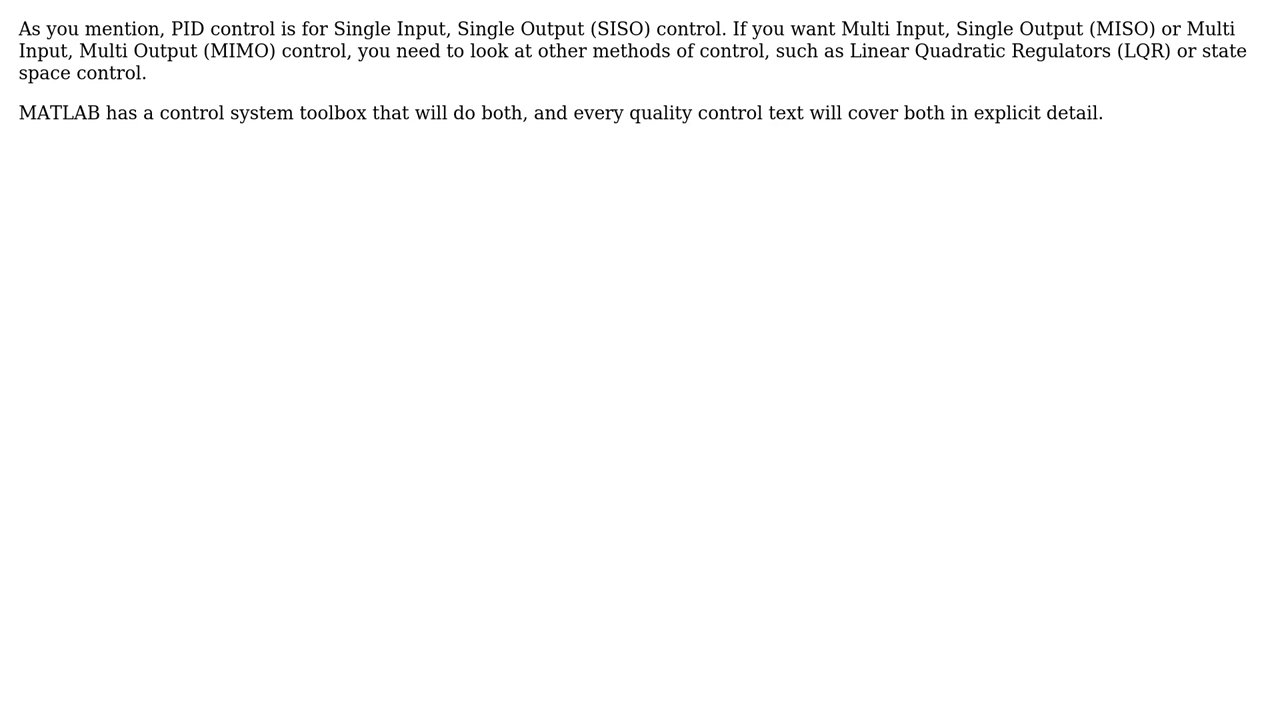 As you mention, PID control is for Single Input, Single Output (SISO) control. If you want Multi Input, Single Output (MISO) or Multi
Input, Multi Output (MIMO) control, you need to look at other methods of control, such as Linear Quadratic Regulators (LQR) or state
space control.
MATLAB has a control system toolbox that will do both, and every quality control text will cover both in explicit detail.